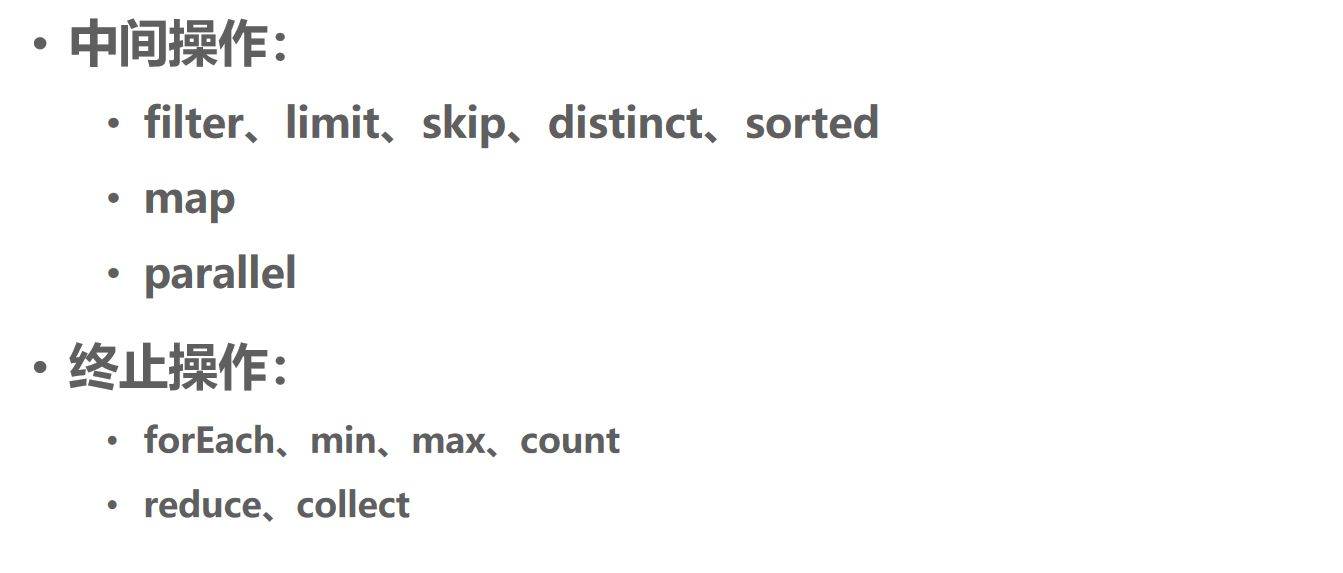 • 中间操作：
• filter、limit、skip、distinct、sorted
• map
• parallel
• 终止操作：
• forEach、min、max、count
• reduce、collect